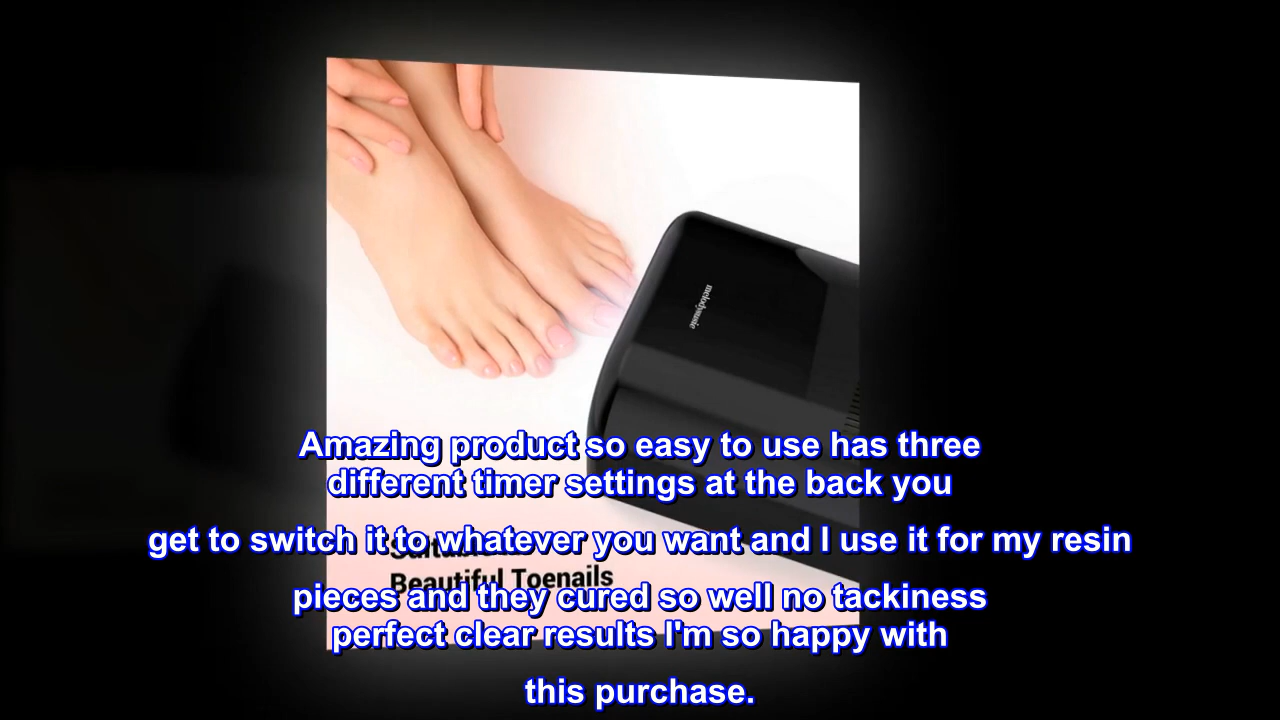 melodysusie
Amazing product so easy to use has three
different timer settings at the back you
get to switch it to whatever you want and I use it for my resin
Beautiful Toenails
pieces and they cured so well no tackiness
perfect clear results I'm so happy with
this purchase.